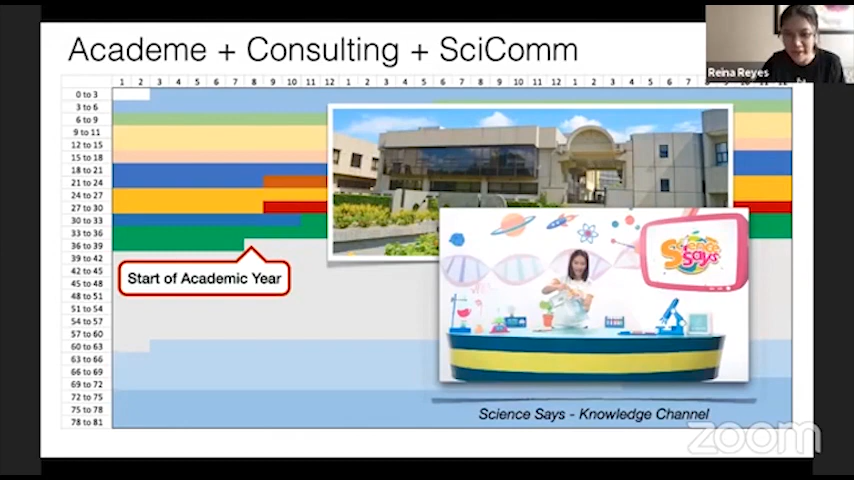 Academe + Consulting + SciComm
Reina Reyes
1 2 3 4 5 6 7 8 9 10 11 12 1 2 3 4 5 6 7 8 9 10 11 12 1 2 3 4 5 6 7 8
0 to 3
3 to 6
6 to 9
9 to 11
12 to 15
15 to 18
18 to 21
21 to 24
24 to 27
27 to 30
30 to 33
33 to 36
36 to 39
39 to 42
42 to 45
45 to 48
48 to 51
51 to 54
54 to 57
57 to 60
60 to 63
63 to 66
66 to 69
69 to 72
72 to 75
75 to 78
78 to 81
Start of Academic Year
Science
Says
Science Says - Knowledge Channel
zoom